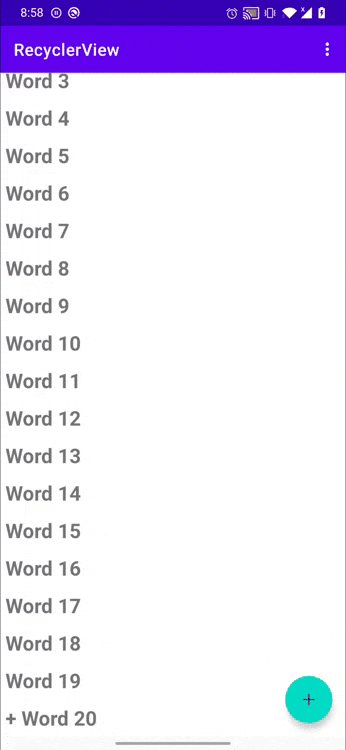 8:58
RecyclerView
Word 3
Word 4
Word 5
Word 6
Word 7
Word 8
Word 9
Word 10
Word 11
Word 12
Word 13
Word 14
Word 15
Word 16
Word 17
Word 18
Word 19
+ Word 20